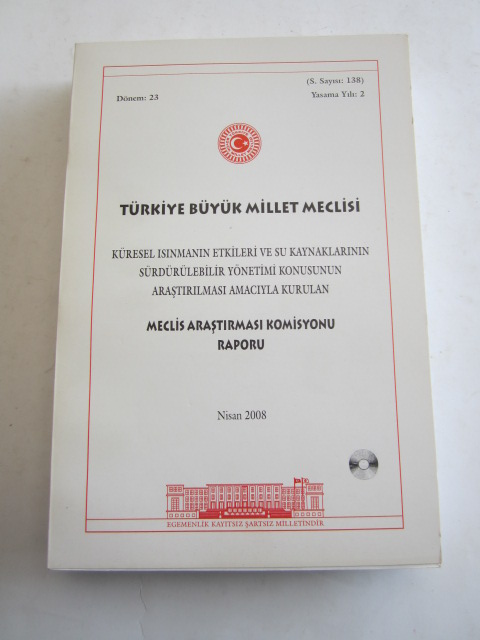 (S. Sayısı: 138)
Dönem: 23
Yasama Yılı: 2
TÜRKİYE BÜYÜK MİLLET MECLİSİ
KÜRESEL ISINMANIN ETKİLERİ VE SU KAYNAKLARININ
SÜRDÜRÜLEBİLİR YÖNETİMİ KONUSUNUN
ARAŞTIRILMASI AMACIYLA KURULAN
MECLİS ARAŞTIRMASI KOMİSYONU
RAPORU
Nisan 2008
EGEMENLİK KAYITSIZ ŞARTSIZ MİLLETİNDİR